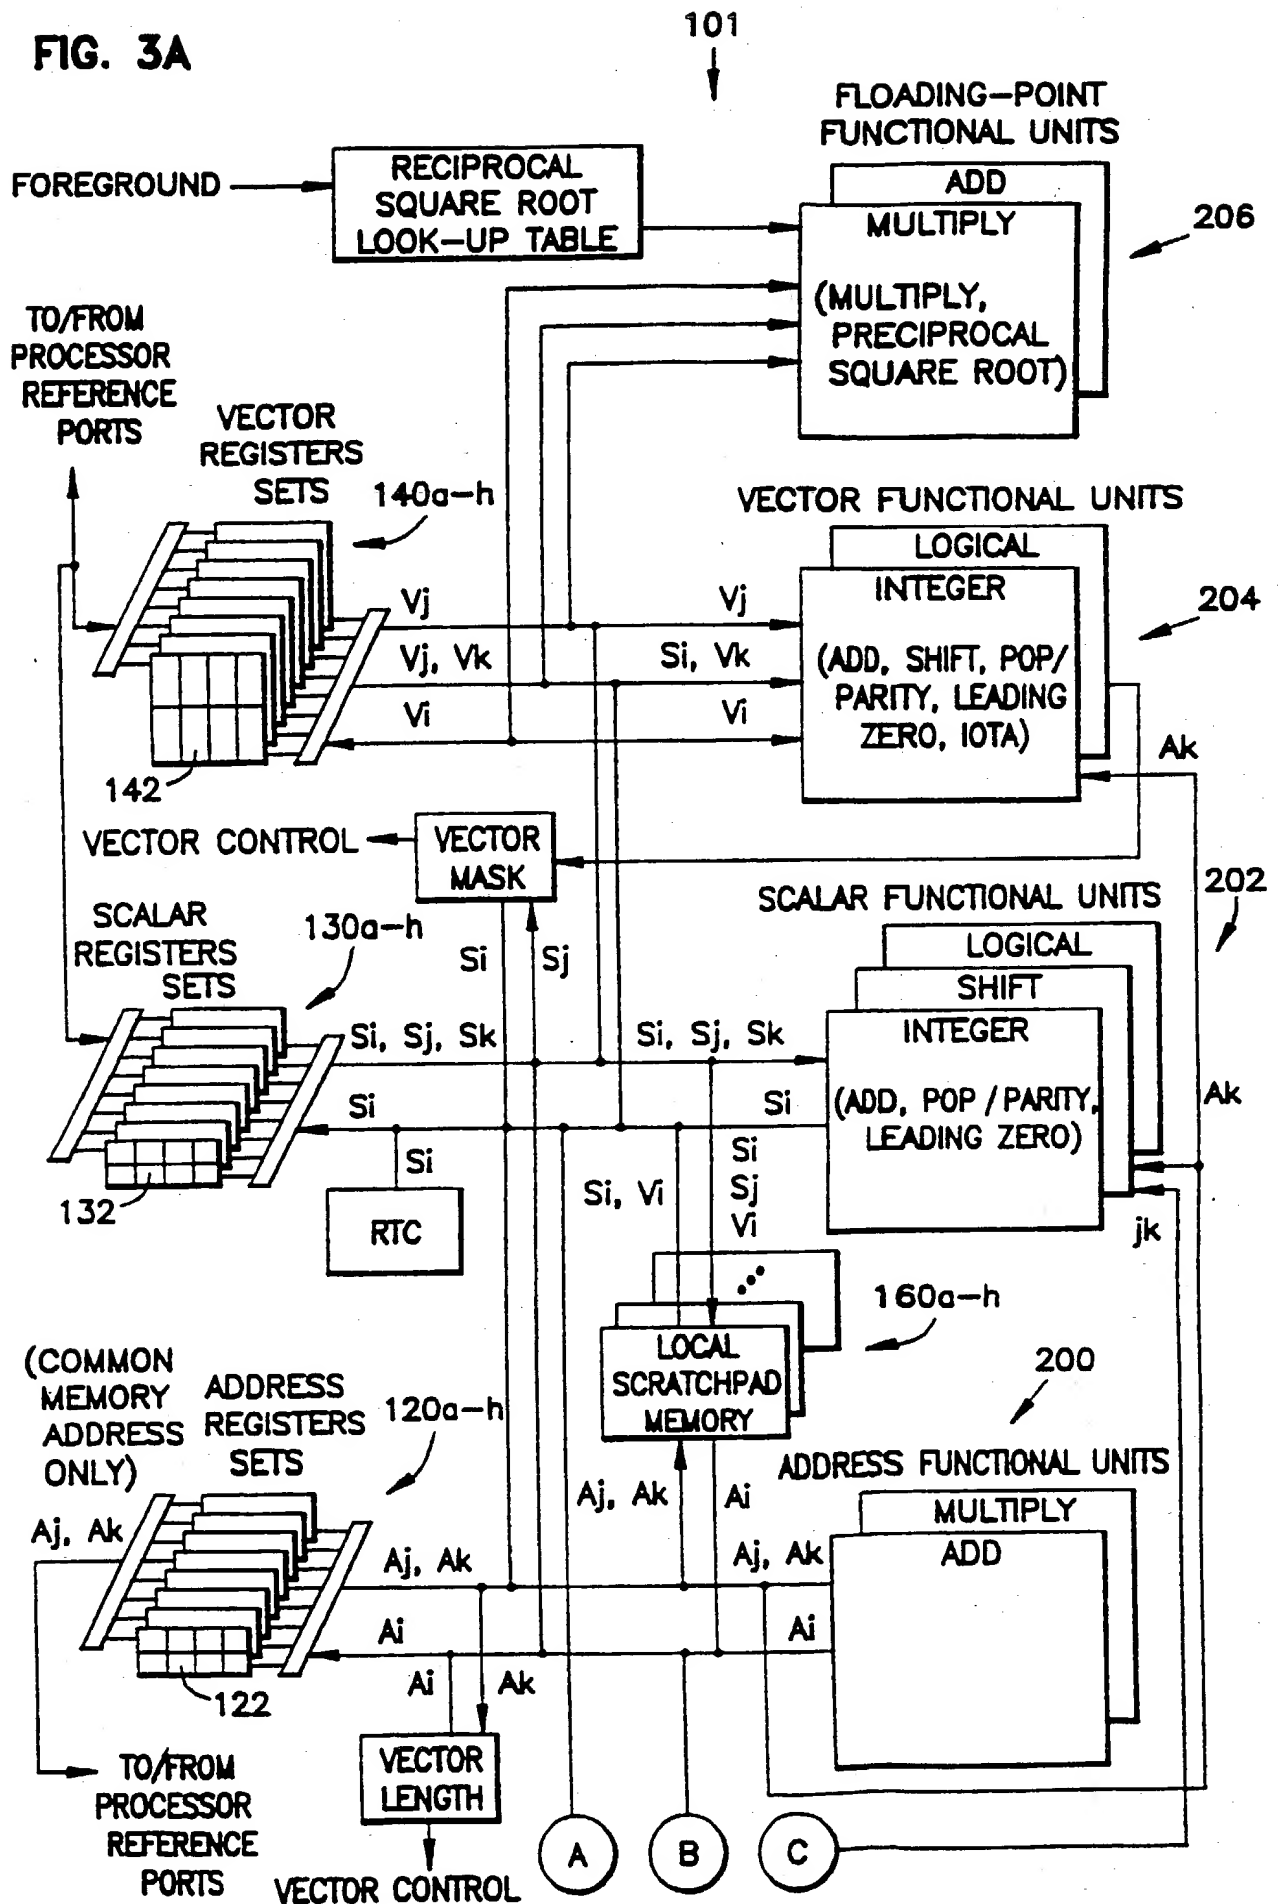 FIG. 3A
101
FLOADING-POINT
FUNCTIONAL UNITS
FOREGROUND
RECIPROCAL
SQUARE ROOT
LOOK-UP TABLE
ADD
MULTIPLY
(MULTIPLY,
PRECIPROCAL
SQUARE ROOT)
206
TO/FROM
PROCESSOR
REFERENCE
PORTS
VECTOR
REGISTERS
SETS
140a-h
VECTOR FUNCTIONAL UNITS
LOGICAL
INTEGER
(ADD, SHIFT, POP/
PARITY, LEADING
ZERO, IOTA)
204
Vj
Vj
Vj, Vk
Si, Vk
Vi
Vi
Ak
142
VECTOR CONTROL
VECTOR
MASK
202
SCALAR FUNCTIONAL UNITS
SCALAR
REGISTERS
SETS
130a-h
Si
Sj
LOGICAL
SHIFT
INTEGER
(ADD, POP / PARITY,
LEADING ZERO)
Si, Sj, Sk
Si, Sj, Sk
Si
Si
Ak
Si
Si, Vi
Si
Sj
Vi
132
RTC
jk
160a-h
LOCAL
SCRATCHPAD
MEMORY
(COMMON
MEMORY
ADDRESS
ONLY)
ADDRESS
REGISTERS
SETS
120a-h
200
ADDRESS FUNCTIONAL UNITS
MULTIPLY
ADD
Aj, Ak
Ai
Aj, Ak
Aj, Ak
Aj, Ak
Ai
Ai
Ai
Ak
122
VECTOR
LENGTH
TO/FROM
PROCESSOR
REFERENCE
PORTS
VECTOR CONTROL
A
B
C